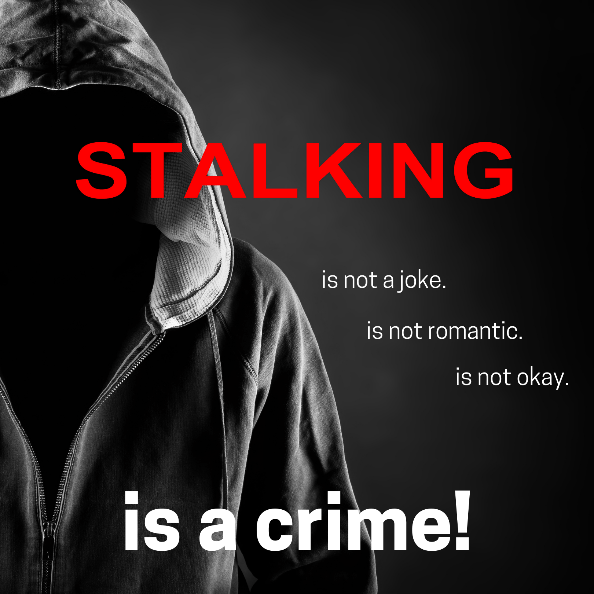 STALKING
is not a joke.
is not romantic.
is not okay.
is a crime!